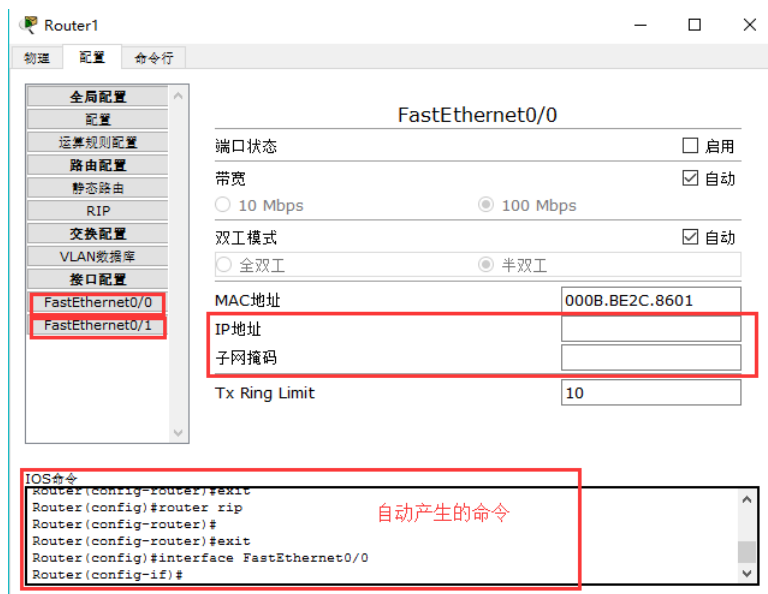 Router1
物理 配置 命令行
全局配置
配置
运算规则配置
路由配置
静态路由
RIP
交换配置
VLAN数据库
接口配置
FastEthernet0/0
FastEthernet0/1
FastEthernet0/0
端口状态 启用
带宽 自动
10 Mbps 100 Mbps
双工模式 自动
全双工 半双工
MAC地址 000B.BE2C.8601
IP地址
子网掩码
Tx Ring Limit 10
IOS命令
Router(config-router)#exit
Router(config)#router rip
Router(config-router)#
Router(config-router)#exit
Router(config)#interface FastEthernet0/0
Router(config-if)#
自动产生的命令